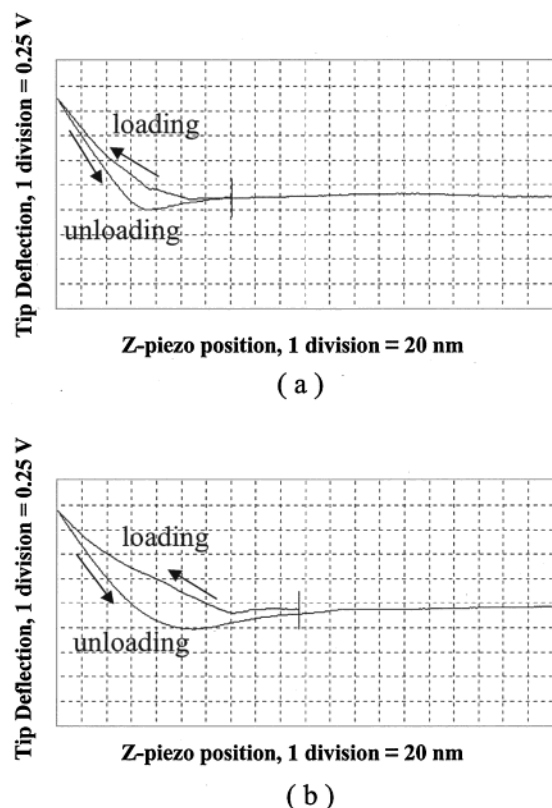 Tip Deflection, 1 division = 0.25 V
loading
unloading
Z-piezo position, 1 division = 20 nm
( a )
Tip Deflection, 1 division = 0.25 V
loading
unloading
Z-piezo position, 1 division = 20 nm
( b )